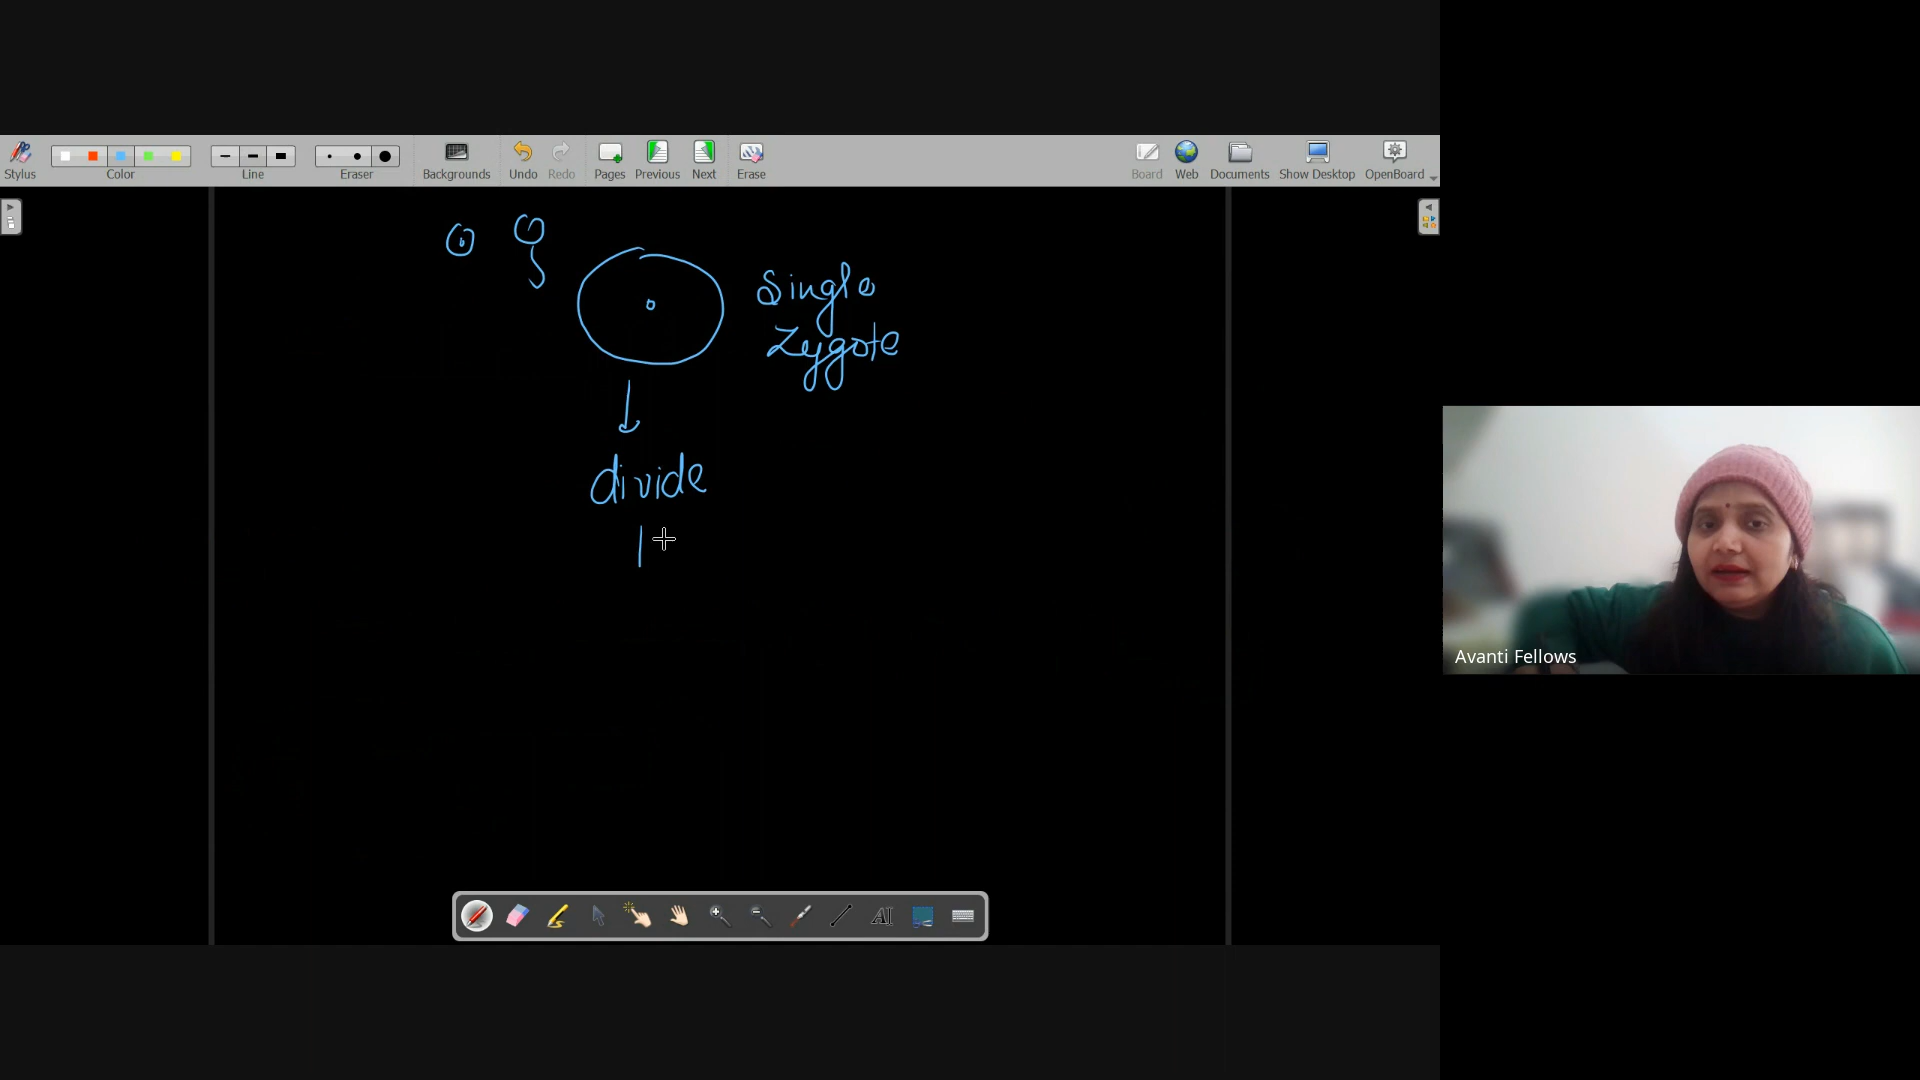 Stylus
Color
Line
Eraser
Backgrounds
Undo
Redo
Pages
Previous
Next
Erase
Board
Web
Documents
Show Desktop
OpenBoard
Single
Zygote
divide
Avanti Fellows